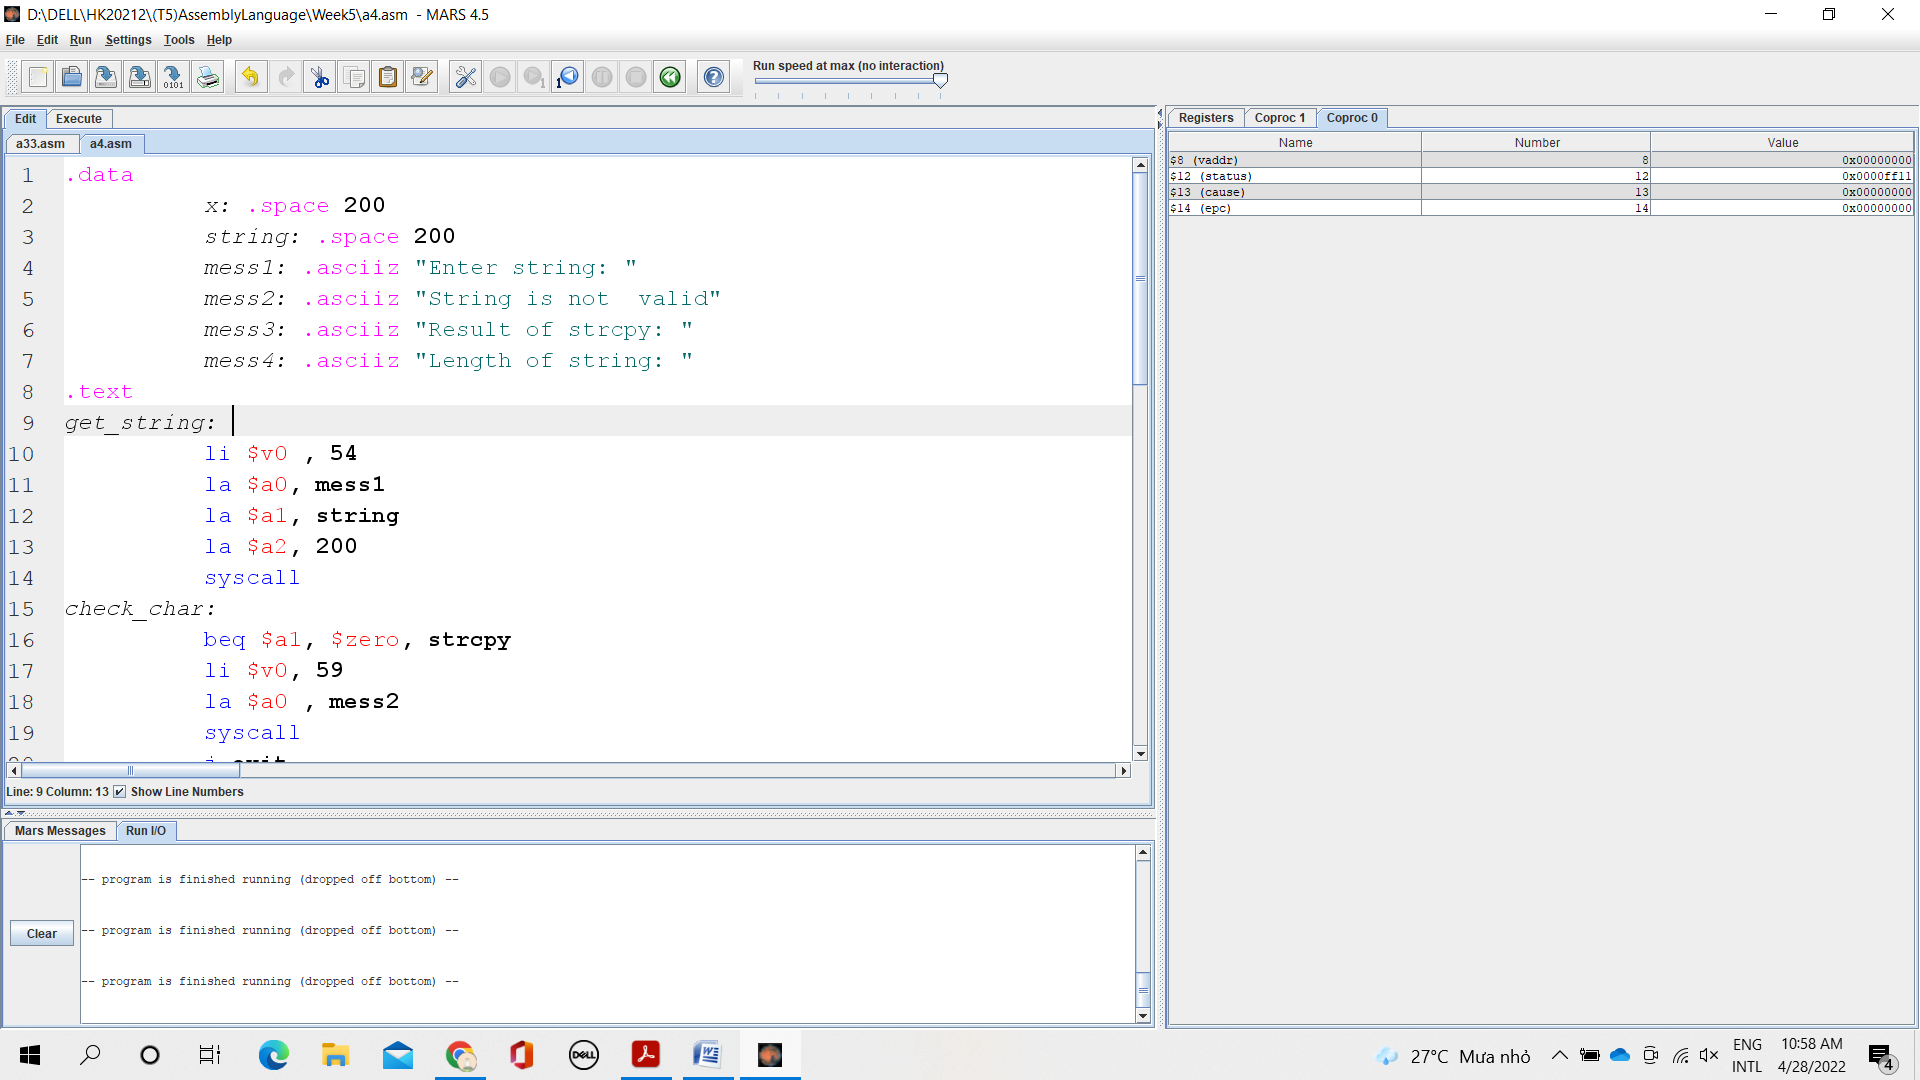 D:\DELL\HK20212\(T5)AssemblyLanguage\Week5\a4.asm - MARS 4.5
File Edit Run Settings Tools Help
0101
1
1
Run speed at max (no interaction)
Edit Execute
a33.asm a4.asm
1 .data
2 x: .space 200
3 string: .space 200
4 mess1: .asciiz "Enter string: "
5 mess2: .asciiz "String is not  valid"
6 mess3: .asciiz "Result of strcpy: "
7 mess4: .asciiz "Length of string: "
8 .text
9 get_string:
10 li $v0 , 54
11 la $a0, mess1
12 la $a1, string
13 la $a2, 200
14 syscall
15 check_char:
16 beq $a1, $zero, strcpy
17 li $v0, 59
18 la $a0 , mess2
19 syscall
Line: 9 Column: 13 Show Line Numbers
Mars Messages Run I/O
-- program is finished running (dropped off bottom) --
Clear
-- program is finished running (dropped off bottom) --
-- program is finished running (dropped off bottom) --
Registers Coproc 1 Coproc 0
Name Number Value
$8 (vaddr) 8 0x00000000
$12 (status) 12 0x0000ff11
$13 (cause) 13 0x00000000
$14 (epc) 14 0x00000000
DELL
27°C Mưa nhỏ
ENG
INTL
10:58 AM
4/28/2022
4